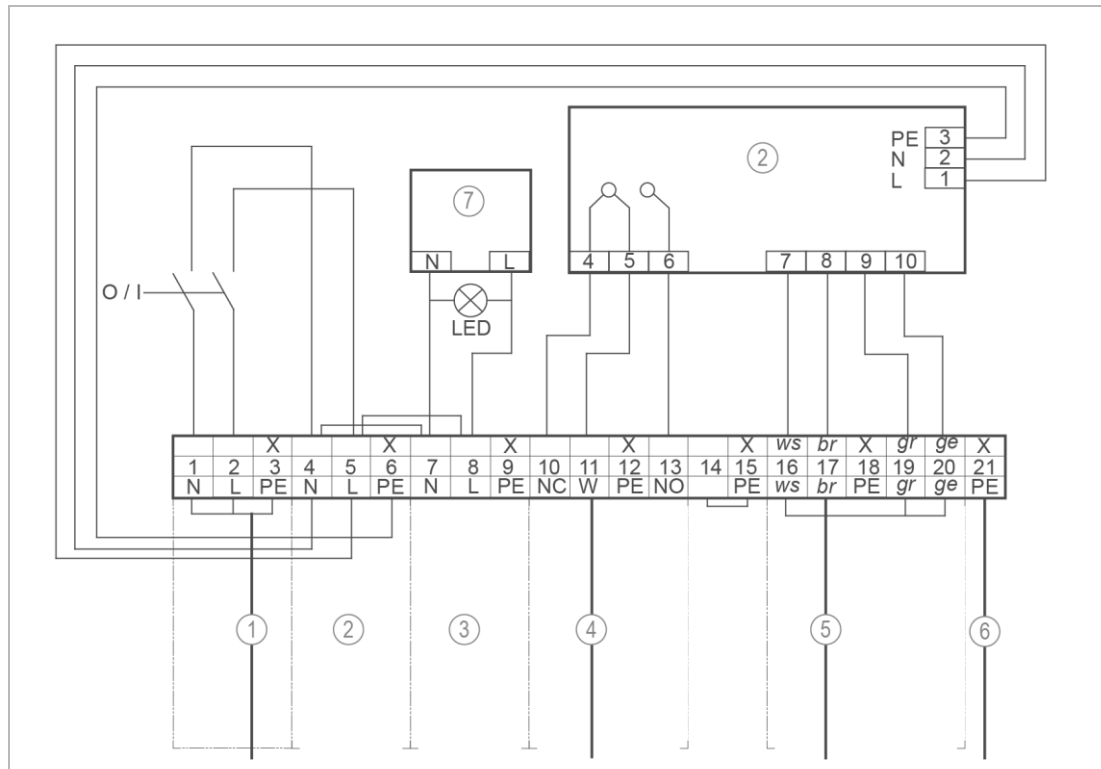 PE 3
N 2
L 1
2
7
N L
LED
O / I
4 5 6 7 8 9 10
X X X X X ws br X gr ge X
1 2 3 4 5 6 7 8 9 10 11 12 13 14 15 16 17 18 19 20 21
N L PE N L PE N L PE NC W PE NO PE ws br PE gr ge PE
1 2 3 4 5 6